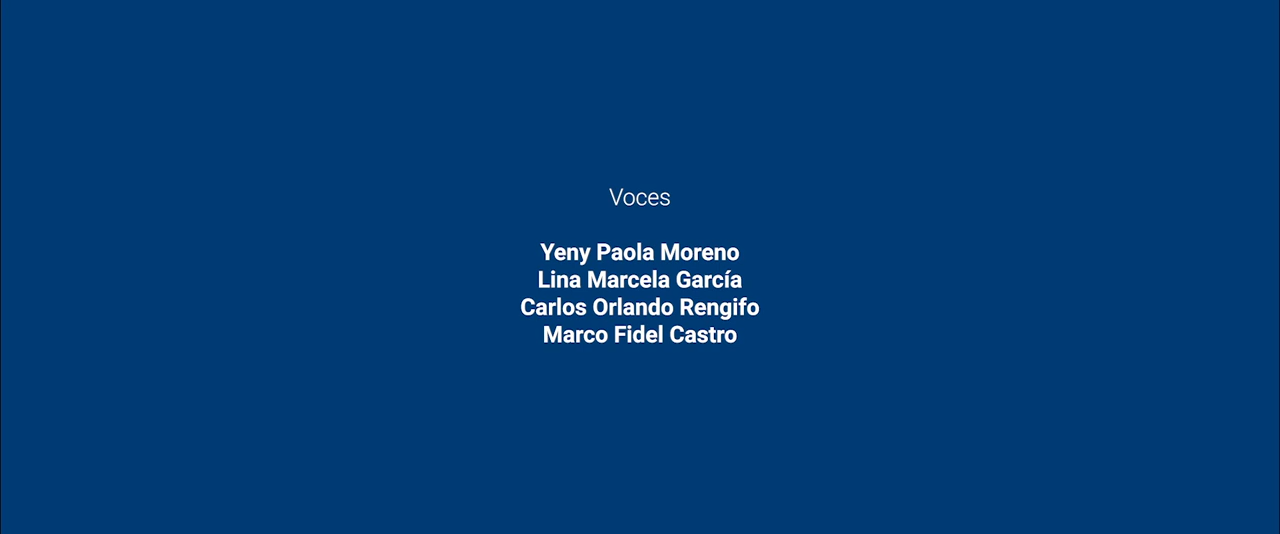 Voces
Yeny Paola Moreno
Lina Marcela García
Carlos Orlando Rengifo
Marco Fidel Castro